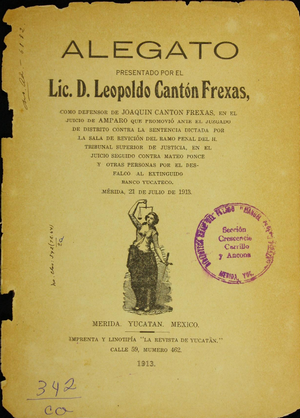 ALEGATO
PRESENTADO POR EL
Lic. D. Leopoldo Cantón Frexas,
COMO DEFENSOR DE JOAQUIN CANTON FREXAS, EN EL
JUICIO DE AMPARO QUE PROMOVIÓ ANTE EL JUZGADO
DE DISTRITO CONTRA LA SENTENCIA DICTADA POR
LA SALA DE REVICIÓN DEL RAMO PENAL DEL H.
TRIBUNAL SUPERIOR DE JUSTICIA, EN EL
JUICIO SEGUIDO CONTRA MATEO PONCE
Y OTRAS PERSONAS POR EL DES-
FALCO AL EXTINGUIDO
BANCO YUCATECO.
MÉRIDA, 21 DE JULIO DE 1913.
Sección
Crescencio
Carrillo
y Ancona
MERIDA, YUC.
MERIDA, YUCATAN, MEXICO.
IMPRENTA Y LINOTIPIA "LA REVISTA DE YUCATÁN."
CALLE 59, NUMERO 462.
1913.
342
ca